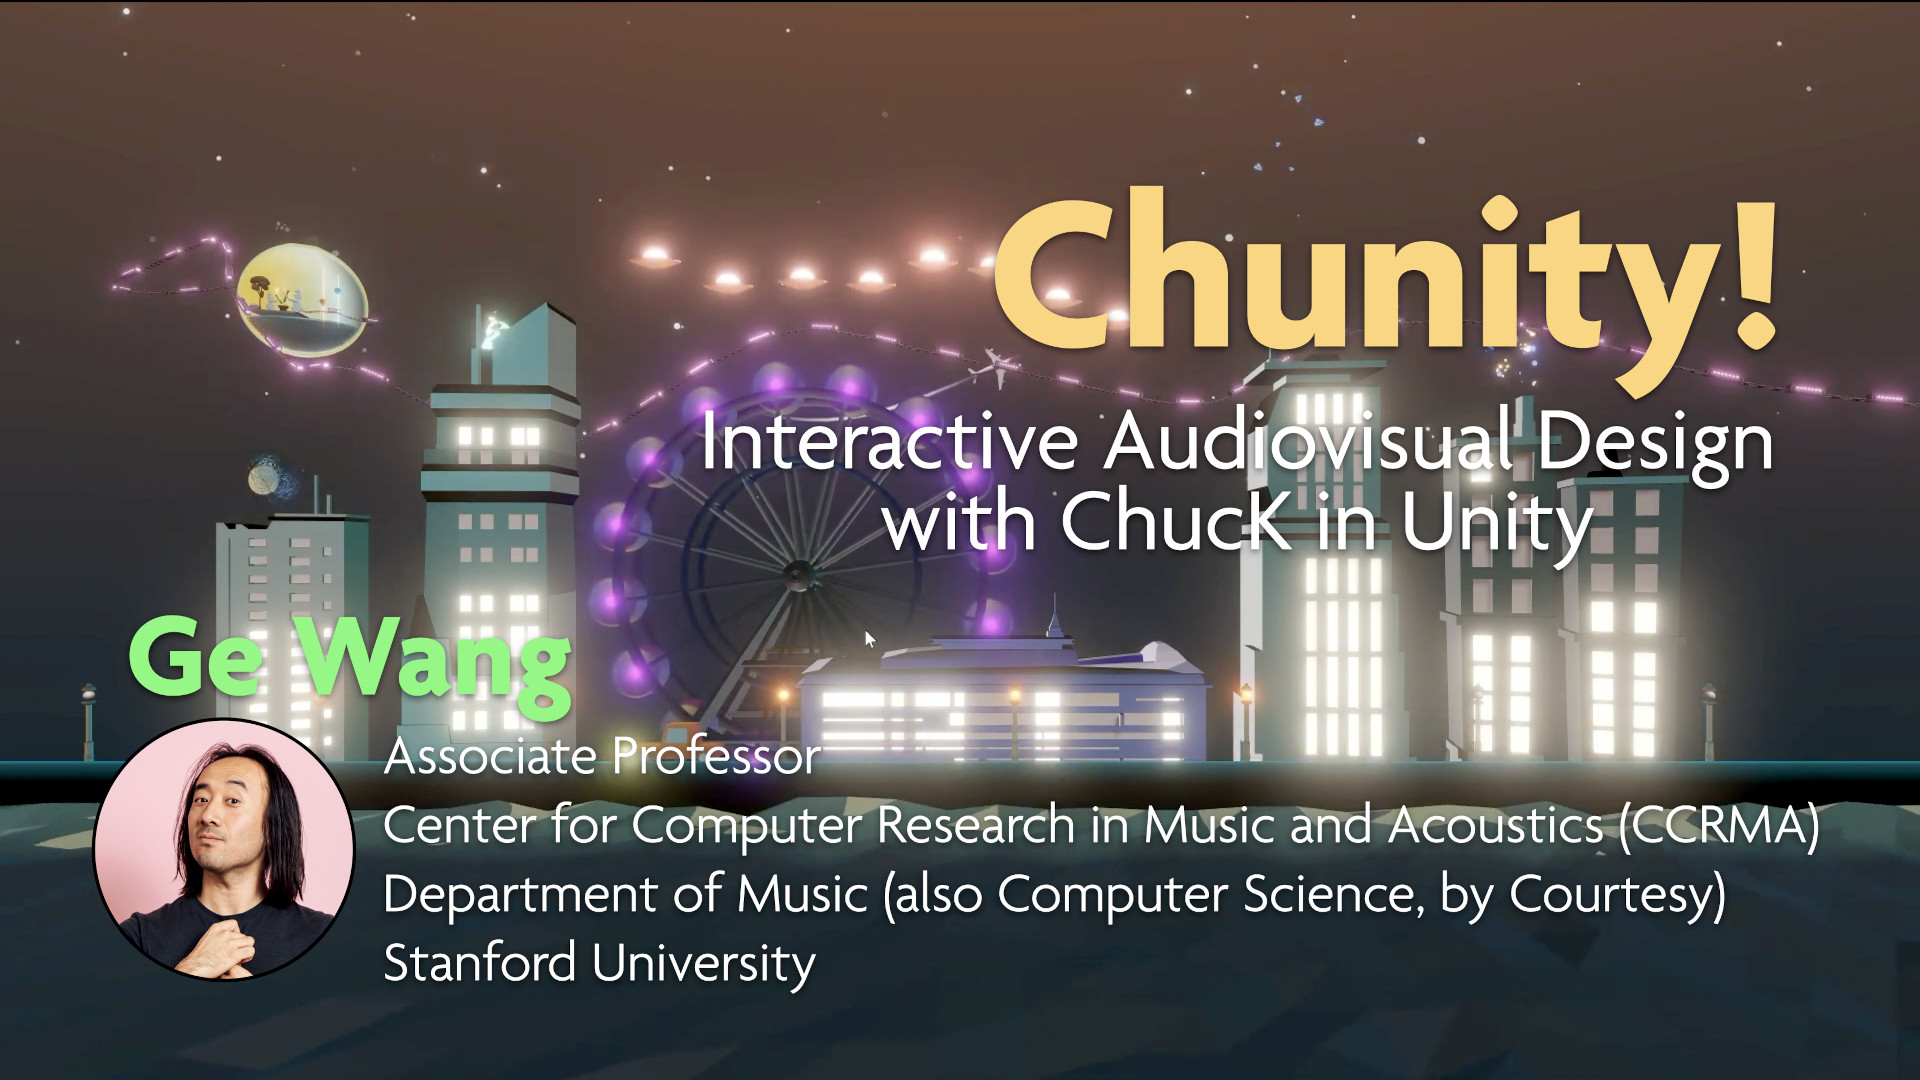 Chunity!
Interactive Audiovisual Design
with ChucK in Unity
Ge Wang
Associate Professor
Center for Computer Research in Music and Acoustics (CCRMA)
Department of Music (also Computer Science, by Courtesy)
Stanford University